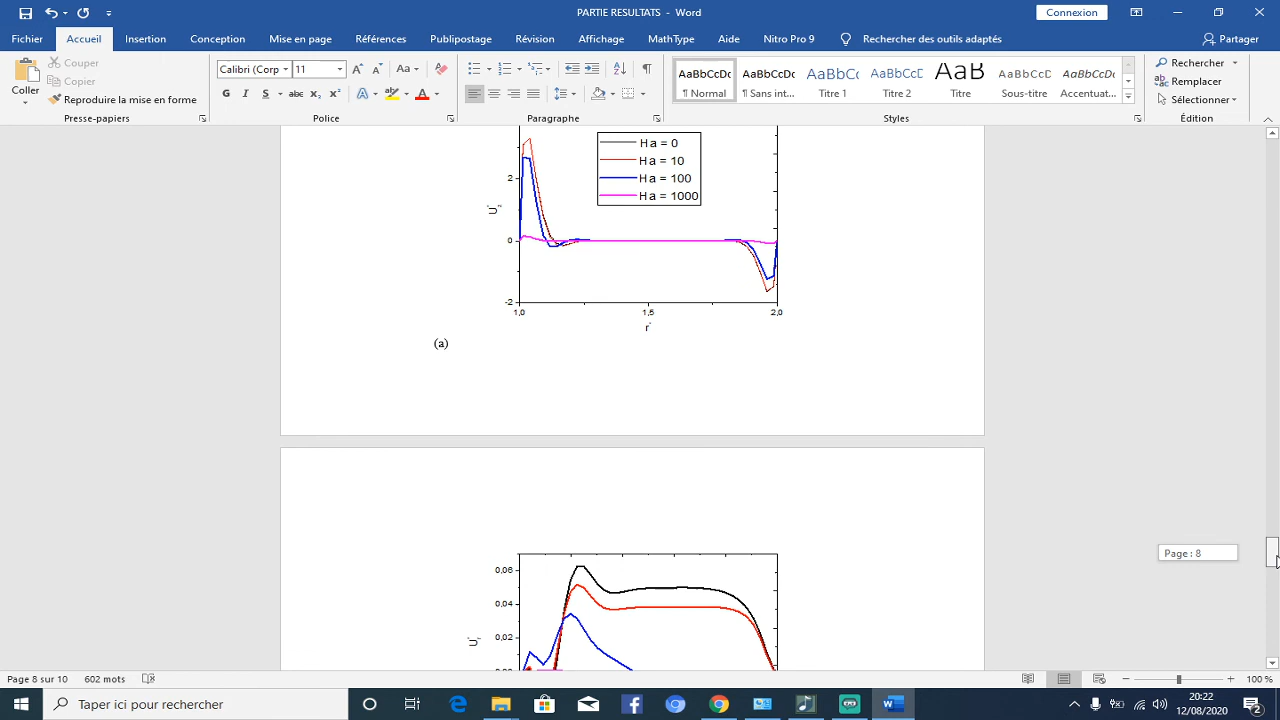 PARTIE RESULTATS - Word
Connexion
Fichier Accueil Insertion Conception Mise en page Références Publipostage Révision Affichage MathType Aide Nitro Pro 9 Rechercher des outils adaptés Partager
Coller
Couper
Copier
Reproduire la mise en forme
Presse-papiers
Calibri (Corp 11
G I S abc x₂ x²
Police
Paragraphe
AaBbCcDc AaBbCcDc AaBbCc AaBbCcD AaB AaBbCcD AaBbCcDc
¶ Normal ¶ Sans int... Titre 1 Titre 2 Titre Sous-titre Accentuat...
Styles
Rechercher
Remplacer
Sélectionner
Édition
Ha = 0
Ha = 10
Ha = 100
Ha = 1000
2
0
-2
1,0 1,5 2,0
r*
(a)
Page : 8
0,06
0,04
0,02
Page 8 sur 10 602 mots 100 %
Taper ici pour rechercher
20:22
12/08/2020
2